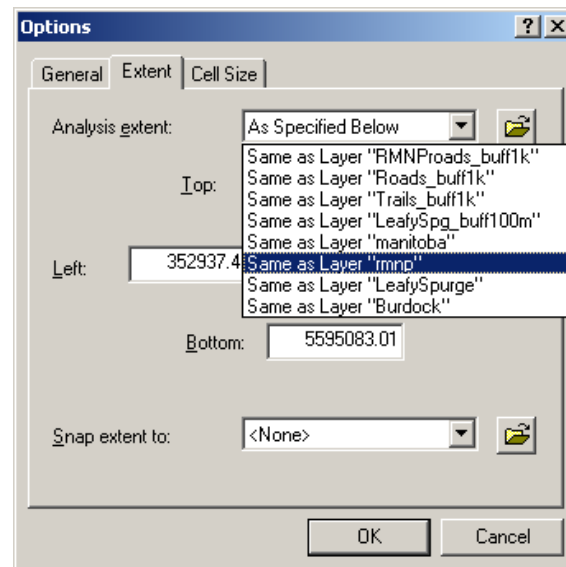 Options
General Extent Cell Size
Analysis extent: As Specified Below
Same as Layer "RMNProads_buff1k"
Same as Layer "Roads_buff1k"
Top: Same as Layer "Trails_buff1k"
Same as Layer "LeafySpg_buff100m"
Same as Layer "manitoba"
Left: 352937.4 Same as Layer "rmnp"
Same as Layer "LeafySpurge"
Same as Layer "Burdock"
Bottom: 5595083.01
Snap extent to: <None>
OK Cancel